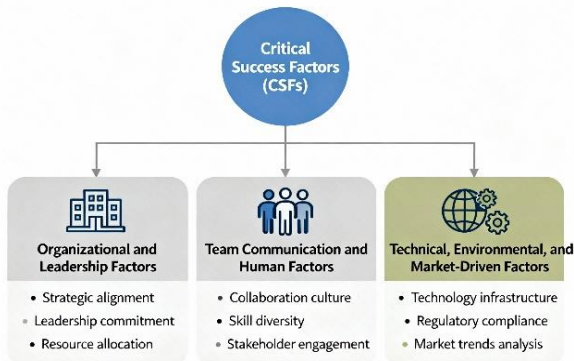 Critical
Success Factors
(CSFs)
Organizational and
Leadership Factors
• Strategic alignment
• Leadership commitment
• Resource allocation
Team Communication and
Human Factors
• Collaboration culture
• Skill diversity
• Stakeholder engagement
Technical, Environmental, and
Market-Driven Factors
• Technology infrastructure
• Regulatory compliance
• Market trends analysis